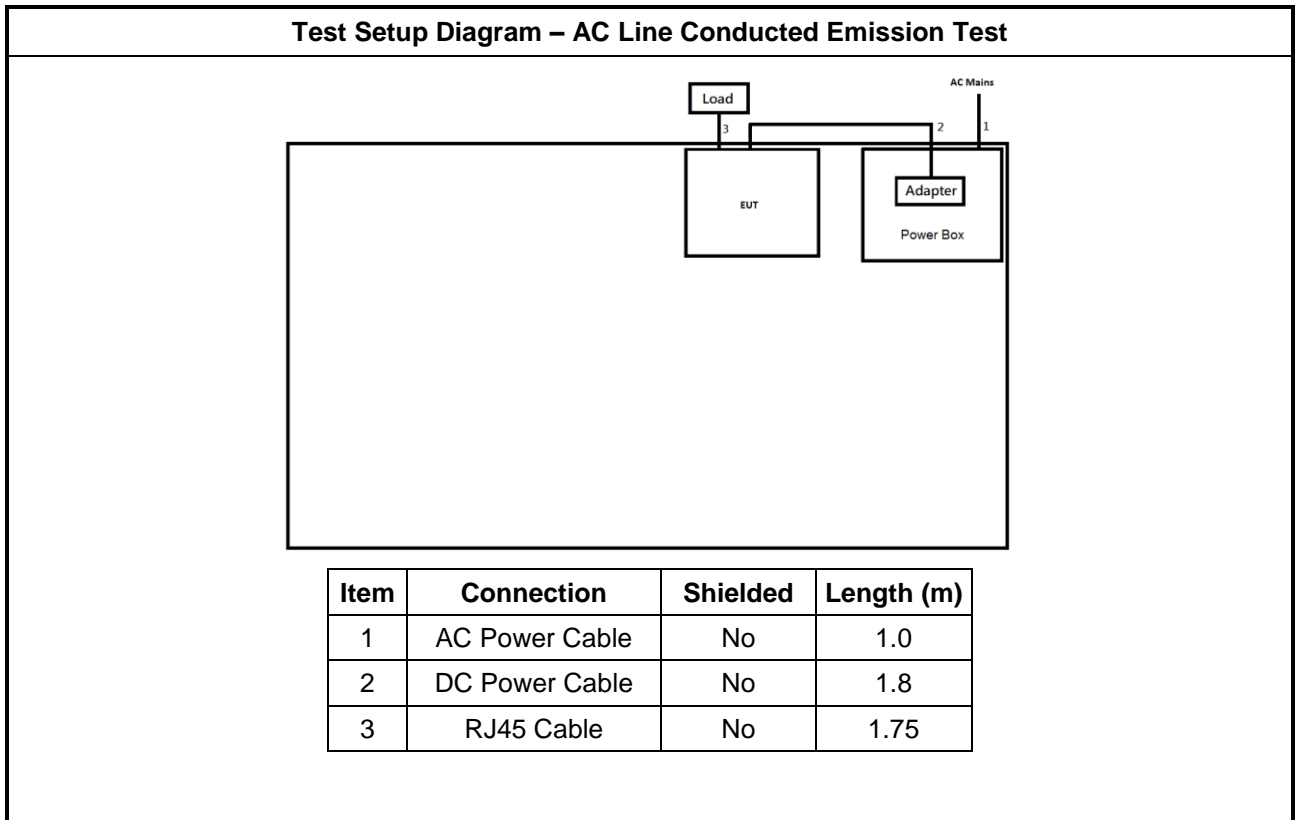 Test Setup Diagram – AC Line Conducted Emission Test
AC Mains
Load
3
2
1
EUT
Adapter
Power Box
Item Connection Shielded Length (m)
1 AC Power Cable No 1.0
2 DC Power Cable No 1.8
3 RJ45 Cable No 1.75